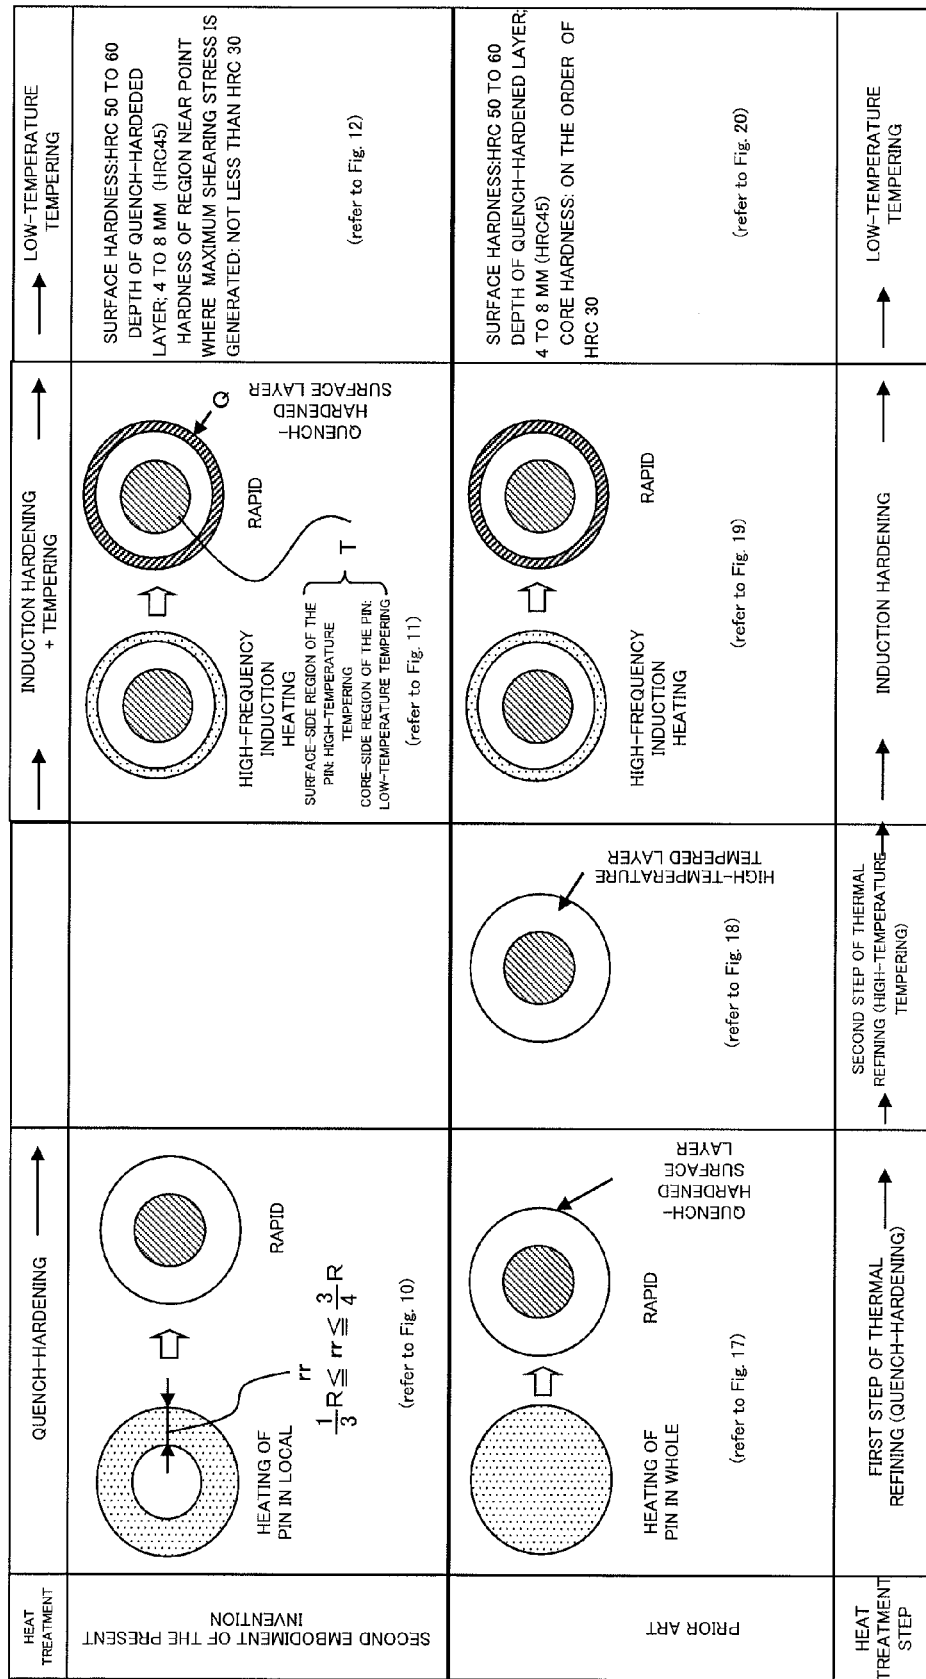 HEAT
TREATMENT
QUENCH-HARDENING
INDUCTION HARDENING
+ TEMPERING
LOW-TEMPERATURE
TEMPERING
SECOND EMBODIMENT OF THE PRESENT
INVENTION
HEATING OF
PIN IN LOCAL
RAPID
rr
1/3 R ≦ rr ≦ 3/4 R
(refer to Fig. 10)
HIGH-FREQUENCY
INDUCTION
HEATING
RAPID
Q
QUENCH-
HARDENED
SURFACE LAYER
SURFACE-SIDE REGION OF THE
PIN: HIGH-TEMPERATURE
TEMPERING
CORE-SIDE REGION OF THE PIN:
LOW-TEMPERATURE TEMPERING
T
(refer to Fig. 11)
SURFACE HARDNESS:HRC 50 TO 60
DEPTH OF QUENCH-HARDEDED
LAYER; 4 TO 8 MM (HRC45)
HARDNESS OF REGION NEAR POINT
WHERE MAXIMUM SHEARING STRESS IS
GENERATED: NOT LESS THAN HRC 30
(refer to Fig. 12)
PRIOR ART
HEATING OF
PIN IN WHOLE
RAPID
QUENCH-
HARDENED
SURFACE
LAYER
(refer to Fig. 17)
HIGH-TEMPERATURE
TEMPERED LAYER
(refer to Fig. 18)
HIGH-FREQUENCY
INDUCTION
HEATING
RAPID
(refer to Fig. 19)
SURFACE HARDNESS:HRC 50 TO 60
DEPTH OF QUENCH-HARDENED LAYER;
4 TO 8 MM (HRC45)
CORE HARDNESS: ON THE ORDER OF
HRC 30
(refer to Fig. 20)
HEAT
TREATMENT
STEP
FIRST STEP OF THERMAL
REFINING (QUENCH-HARDENING)
SECOND STEP OF THERMAL
REFINING (HIGH-TEMPERATURE
TEMPERING)
INDUCTION HARDENING
LOW-TEMPERATURE
TEMPERING